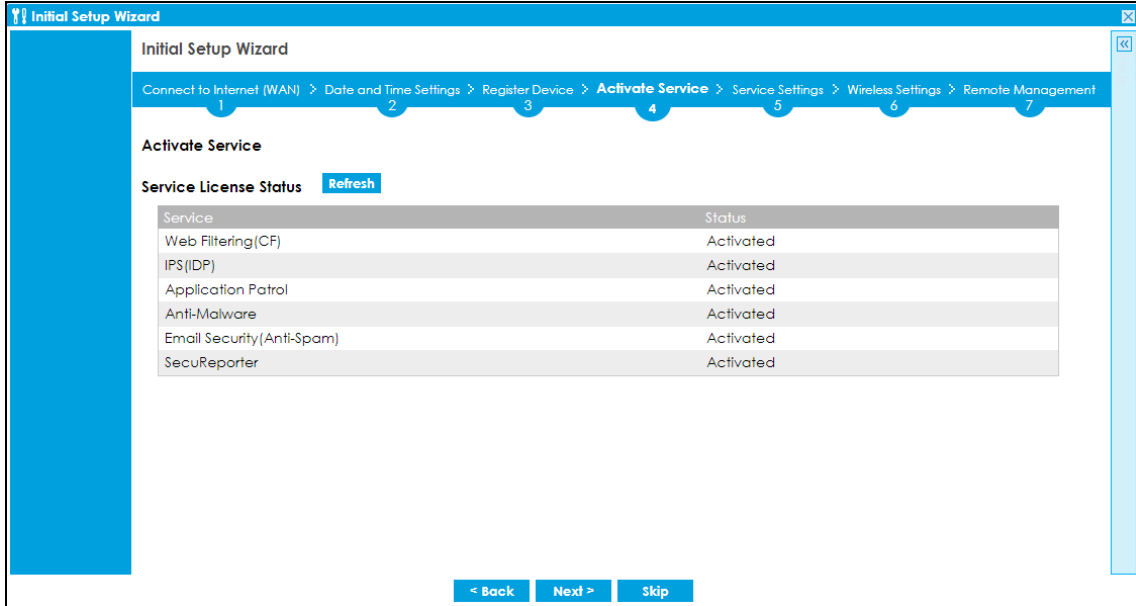 Initial Setup Wizard
Initial Setup Wizard
Connect to Internet (WAN) > Date and Time Settings > Register Device > Activate Service > Service Settings > Wireless Settings > Remote Management
1 2 3 4 5 6 7
Activate Service
Service License Status Refresh
Service Status
Web Filtering(CF) Activated
IPS(IDP) Activated
Application Patrol Activated
Anti-Malware Activated
Email Security(Anti-Spam) Activated
SecuReporter Activated
< Back Next > Skip